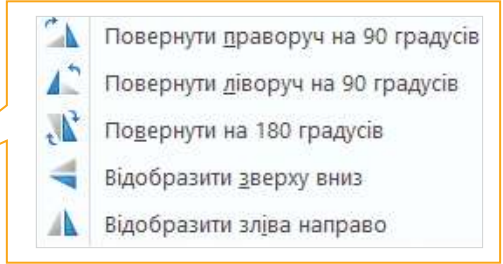 Повернути праворуч на 90 градусів
Повернути ліворуч на 90 градусів
Повернути на 180 градусів
Відобразити зверху вниз
Відобразити зліва направо